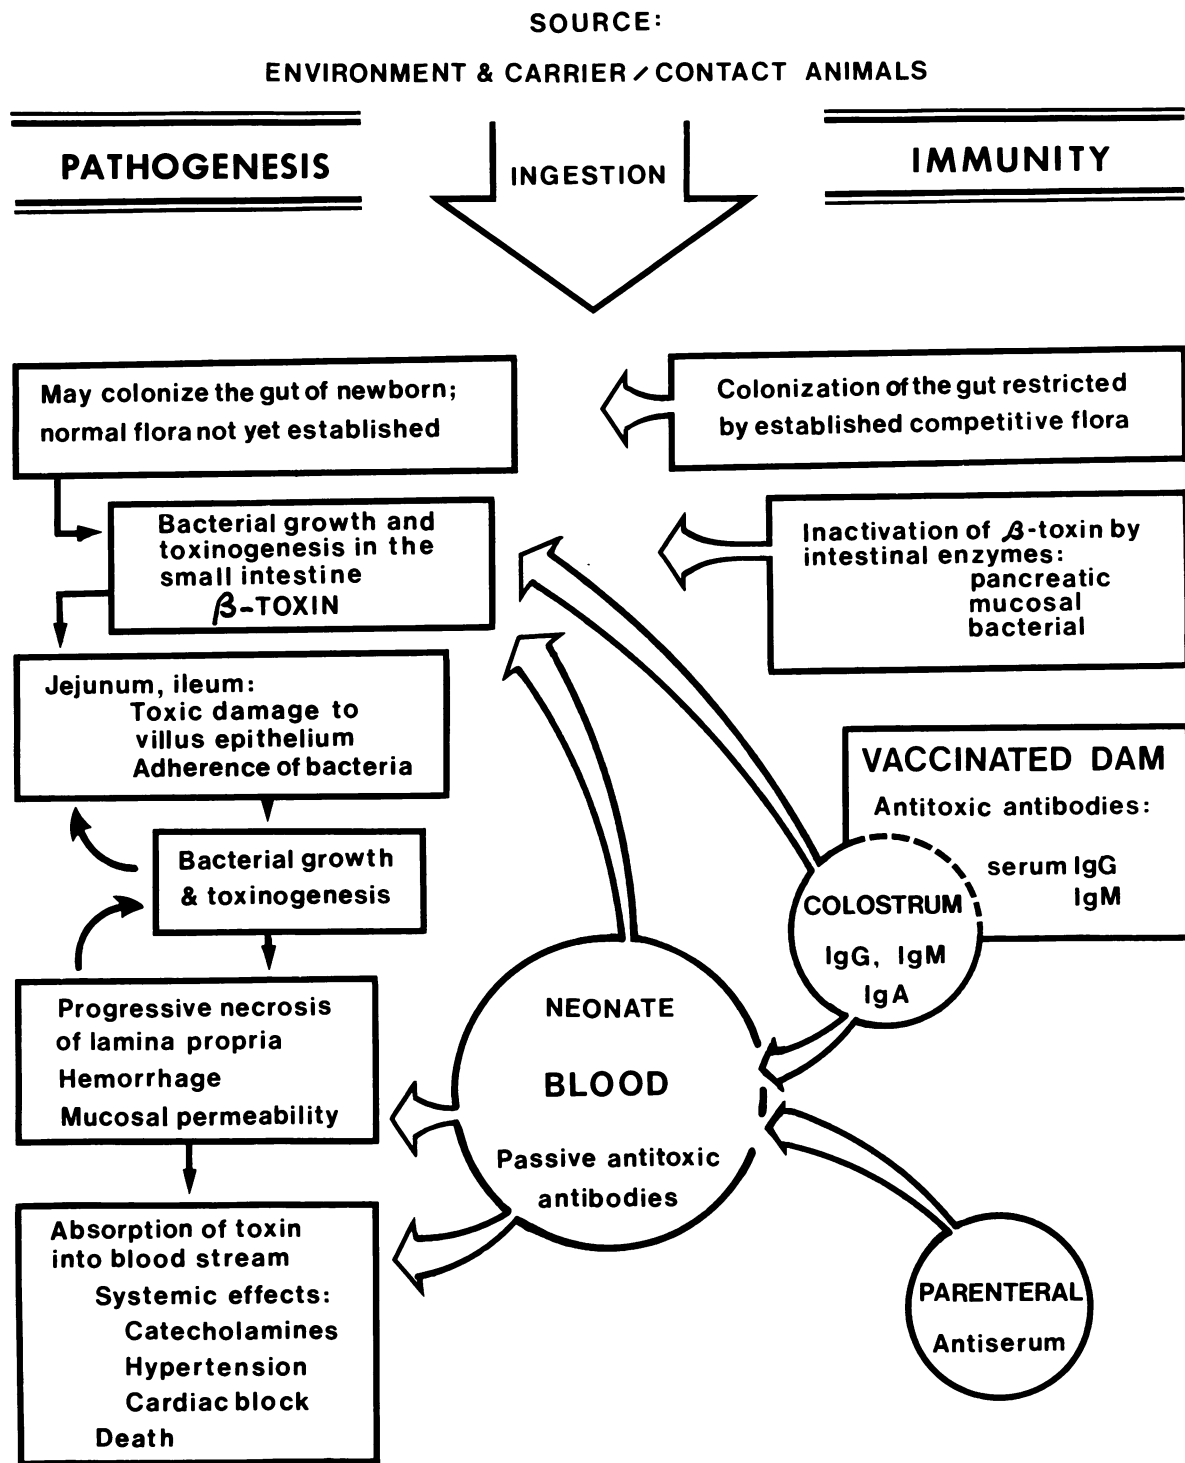 SOURCE:
ENVIRONMENT & CARRIER / CONTACT ANIMALS
PATHOGENESIS
INGESTION
IMMUNITY
May colonize the gut of newborn;
normal flora not yet established
Colonization of the gut restricted
by established competitive flora
Bacterial growth and
toxinogenesis in the
small intestine
β-TOXIN
Inactivation of β-toxin by
intestinal enzymes:
pancreatic
mucosal
bacterial
Jejunum, ileum:
Toxic damage to
villus epithelium
Adherence of bacteria
VACCINATED DAM
Antitoxic antibodies:
serum IgG
IgM
Bacterial growth
& toxinogenesis
COLOSTRUM
IgG, IgM
IgA
Progressive necrosis
of lamina propria
Hemorrhage
Mucosal permeability
NEONATE
BLOOD
Passive antitoxic
antibodies
Absorption of toxin
into blood stream
Systemic effects:
Catecholamines
Hypertension
Cardiac block
Death
PARENTERAL
Antiserum